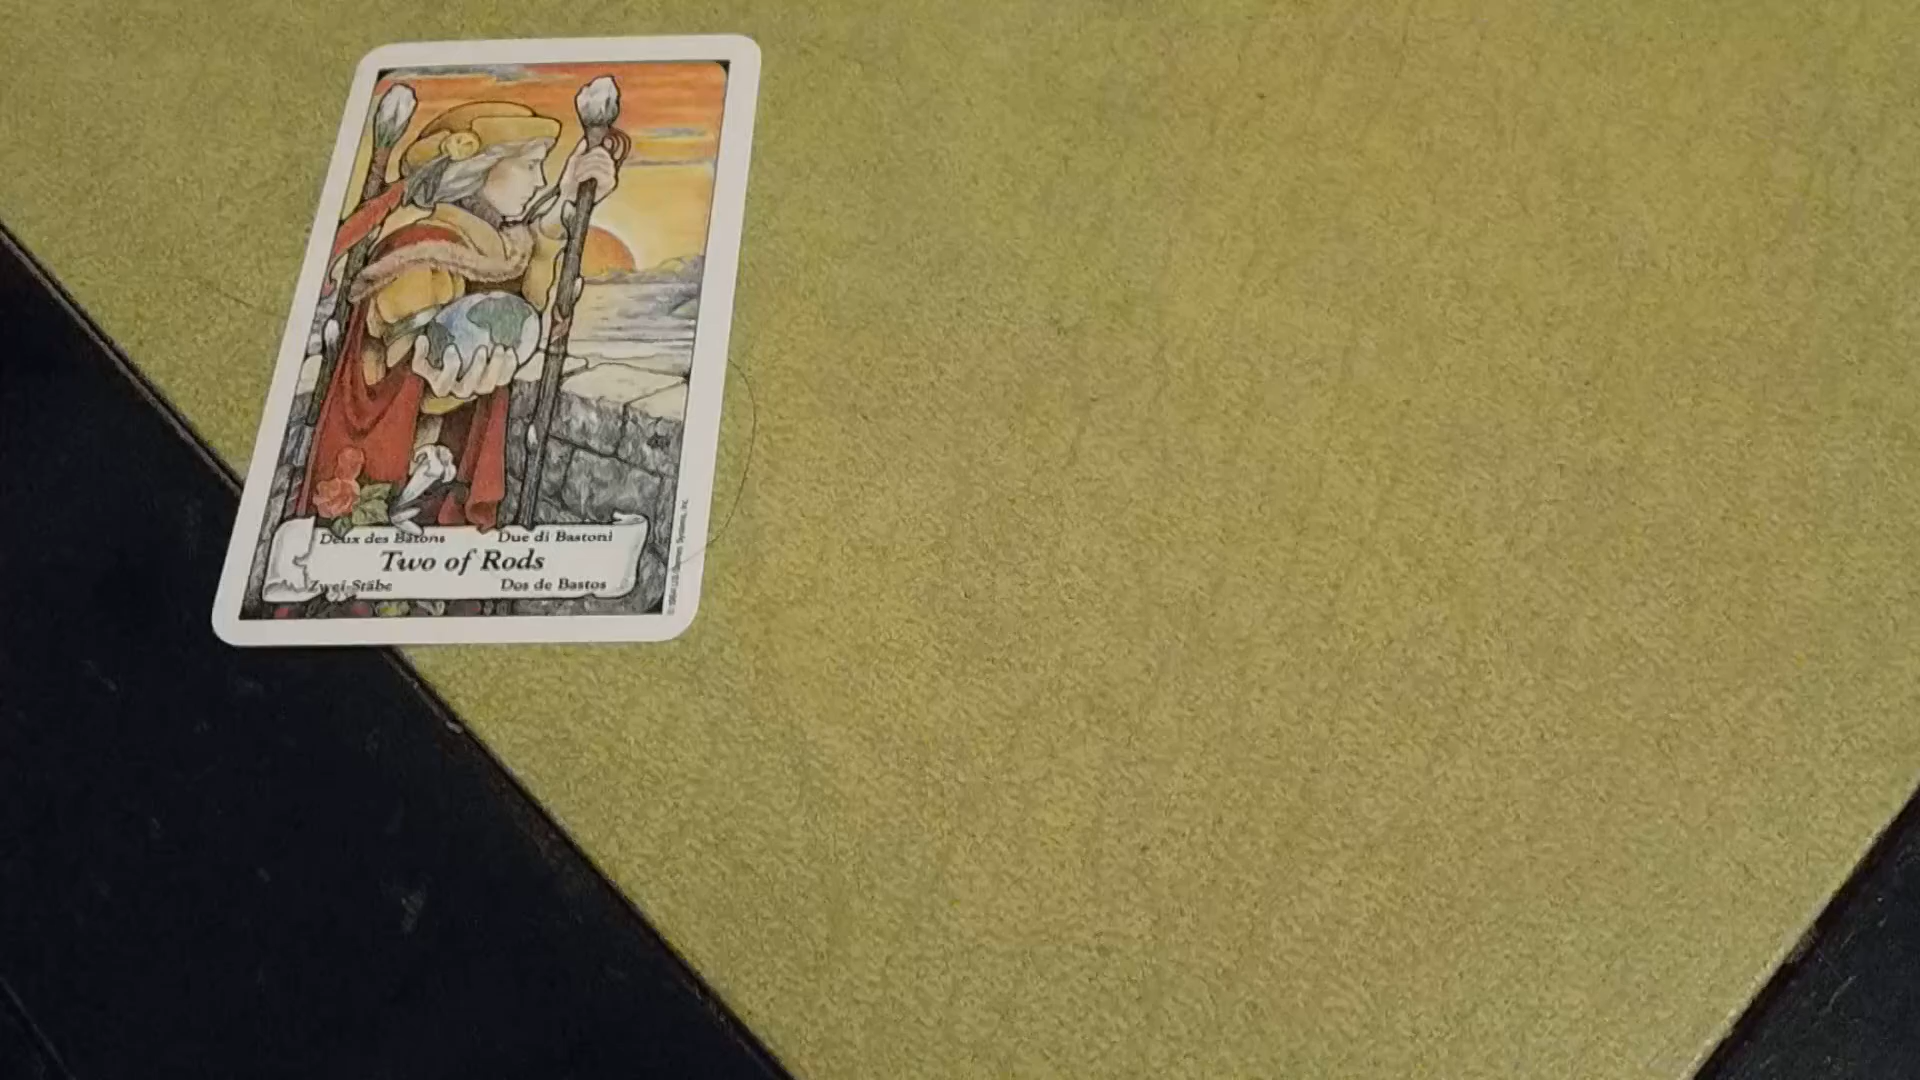 Deux des Bâtons Due di Bastoni
Two of Rods
Zwei-Stäbe Dos de Bastos